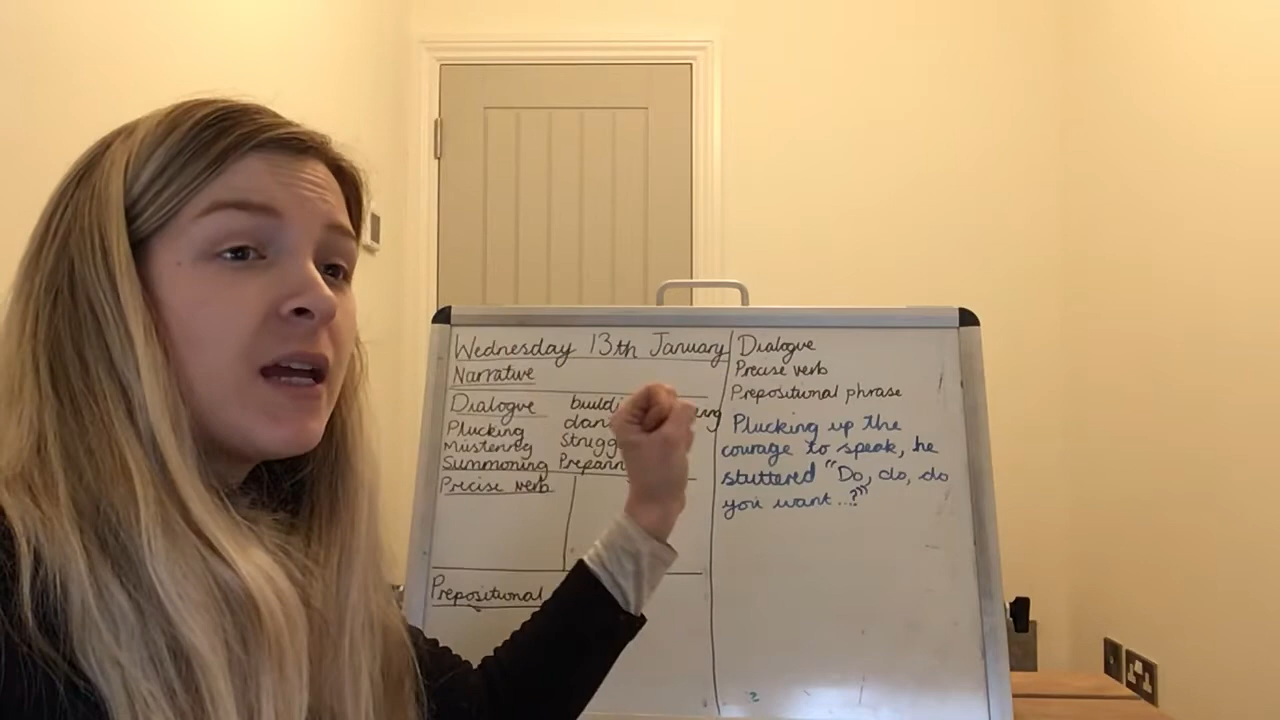 Wednesday 13th January
Narrative
Dialogue
Plucking
Mustering
Summoning
Precise verb
Prepositional
Dialogue
Precise verb
Prepositional phrase
Plucking up the
courage to speak, he
stuttered "Do, do, do
you want...?"